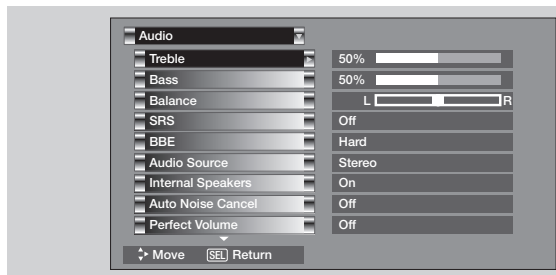 Audio
Treble 50%
Bass 50%
Balance L R
SRS Off
BBE Hard
Audio Source Stereo
Internal Speakers On
Auto Noise Cancel Off
Perfect Volume Off
Move SEL Return